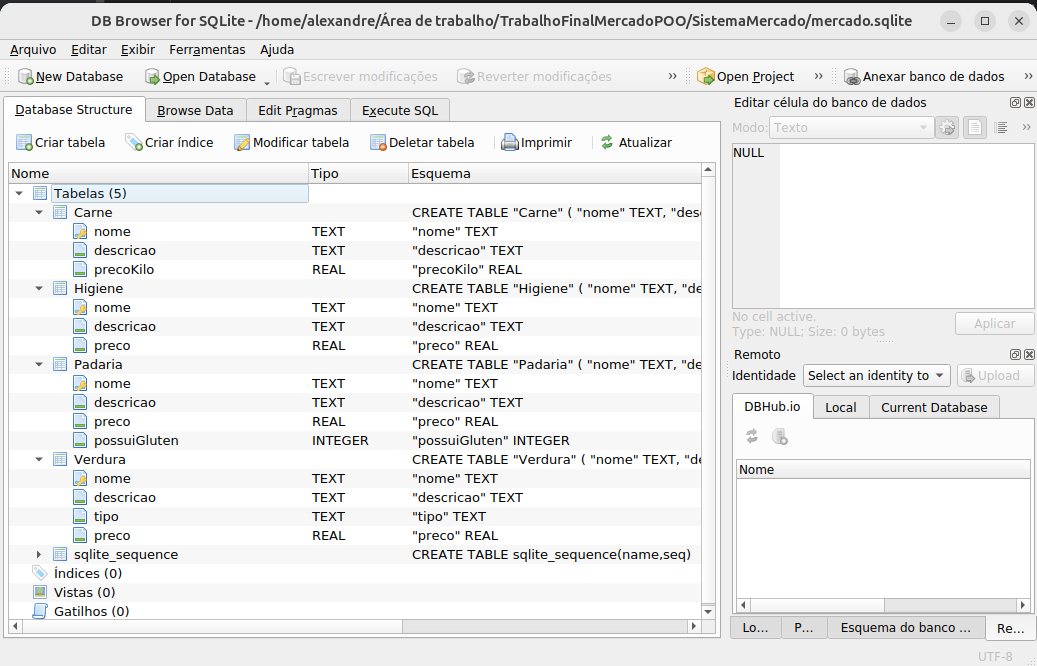 DB Browser for SQLite - /home/alexandre/Área de trabalho/TrabalhoFinalMercadoPOO/SistemaMercado/mercado.sqlite
Arquivo Editar Exibir Ferramentas Ajuda
New Database Open Database Escrever modificações Reverter modificações » Open Project » Anexar banco de dados »
Database Structure Browse Data Edit Pragmas Execute SQL
Criar tabela Criar índice Modificar tabela Deletar tabela Imprimir Atualizar
Nome Tipo Esquema
Tabelas (5)
Carne CREATE TABLE "Carne" ( "nome" TEXT, "desc
nome TEXT "nome" TEXT
descricao TEXT "descricao" TEXT
precoKilo REAL "precoKilo" REAL
Higiene CREATE TABLE "Higiene" ( "nome" TEXT, "de
nome TEXT "nome" TEXT
descricao TEXT "descricao" TEXT
preco REAL "preco" REAL
Padaria CREATE TABLE "Padaria" ( "nome" TEXT, "de
nome TEXT "nome" TEXT
descricao TEXT "descricao" TEXT
preco REAL "preco" REAL
possuiGluten INTEGER "possuiGluten" INTEGER
Verdura CREATE TABLE "Verdura" ( "nome" TEXT, "de
nome TEXT "nome" TEXT
descricao TEXT "descricao" TEXT
tipo TEXT "tipo" TEXT
preco REAL "preco" REAL
sqlite_sequence CREATE TABLE sqlite_sequence(name,seq)
Índices (0)
Vistas (0)
Gatilhos (0)
Editar célula do banco de dados
Modo: Texto »
NULL
No cell active.
Type: NULL; Size: 0 bytes
Aplicar
Remoto
Identidade Select an identity to Upload
DBHub.io Local Current Database
Nome
Lo... P... Esquema do banco ... Re...
UTF-8